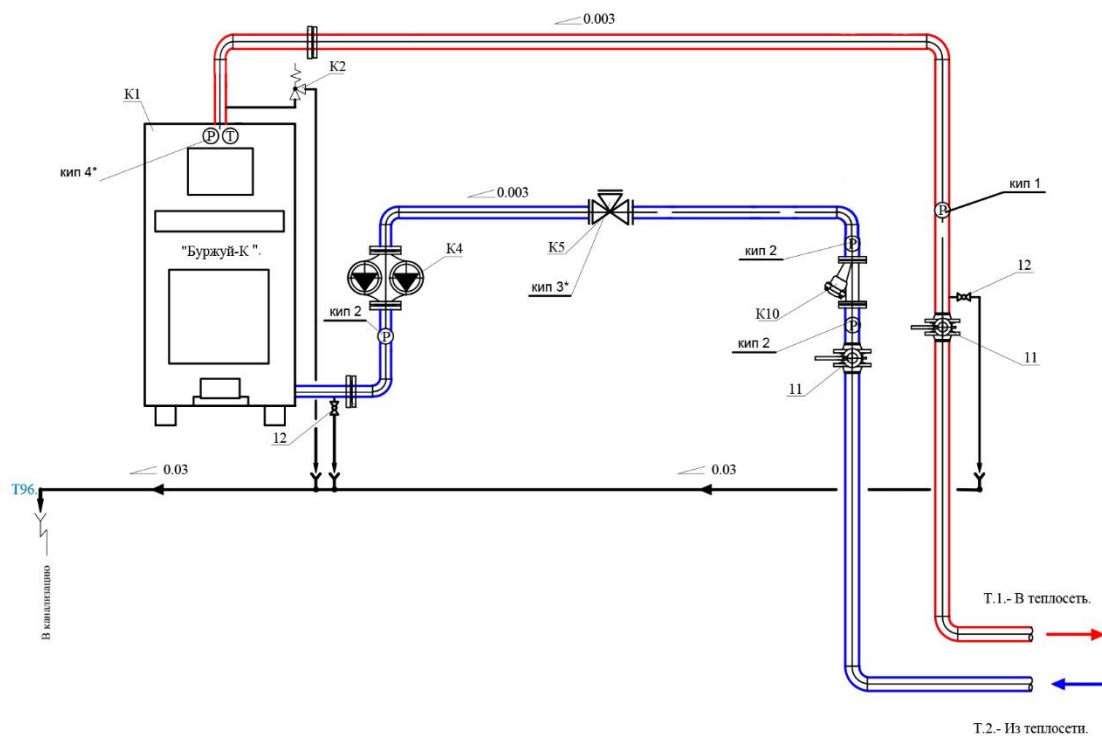 0.003
К2
К1
Р Т
кип 4*
0.003
кип 1
Р
"Буржуй-К ".
К4
К5
кип 2
Р
12
кип 3*
кип 2
Р
К10
кип 2
Р
11
11
12
0.03
0.03
Т96.
В канализацию
Т.1.- В теплосеть.
Т.2.- Из теплосети.